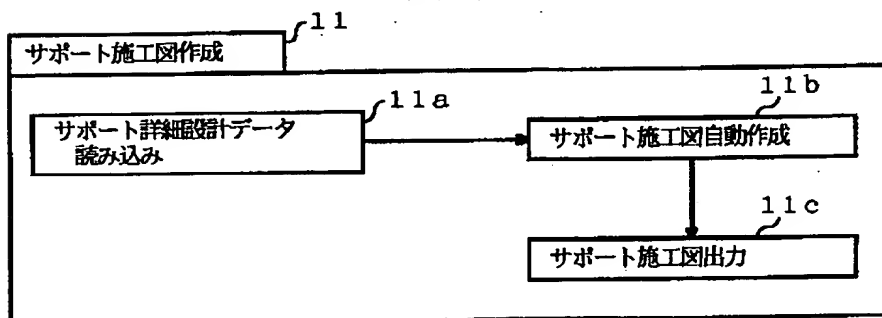 11
サポート施工図作成
11a
サポート詳細設計データ
読み込み
11b
サポート施工図自動作成
11c
サポート施工図出力